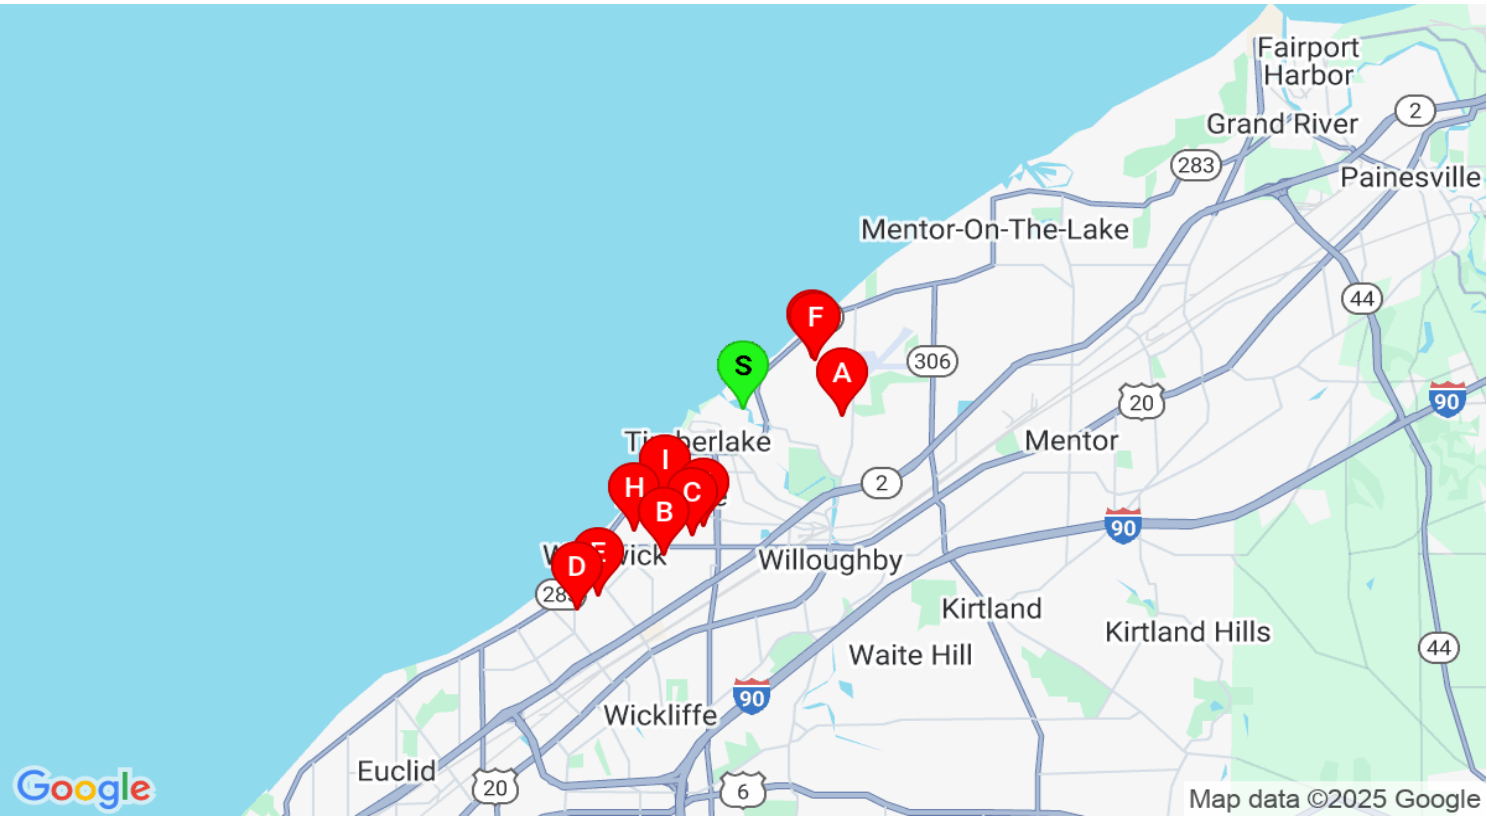 Fairport
Harbor
2
Grand River
283
Painesville
Mentor-On-The-Lake
44
F
S
A
306
90
20
Timberlake
Mentor
I
H
C
2
B
90
E
Willoughby
D
Kirtland
Kirtland Hills
Waite Hill
44
90
Wickliffe
Euclid
20
6
Google
Map data ©2025 Google